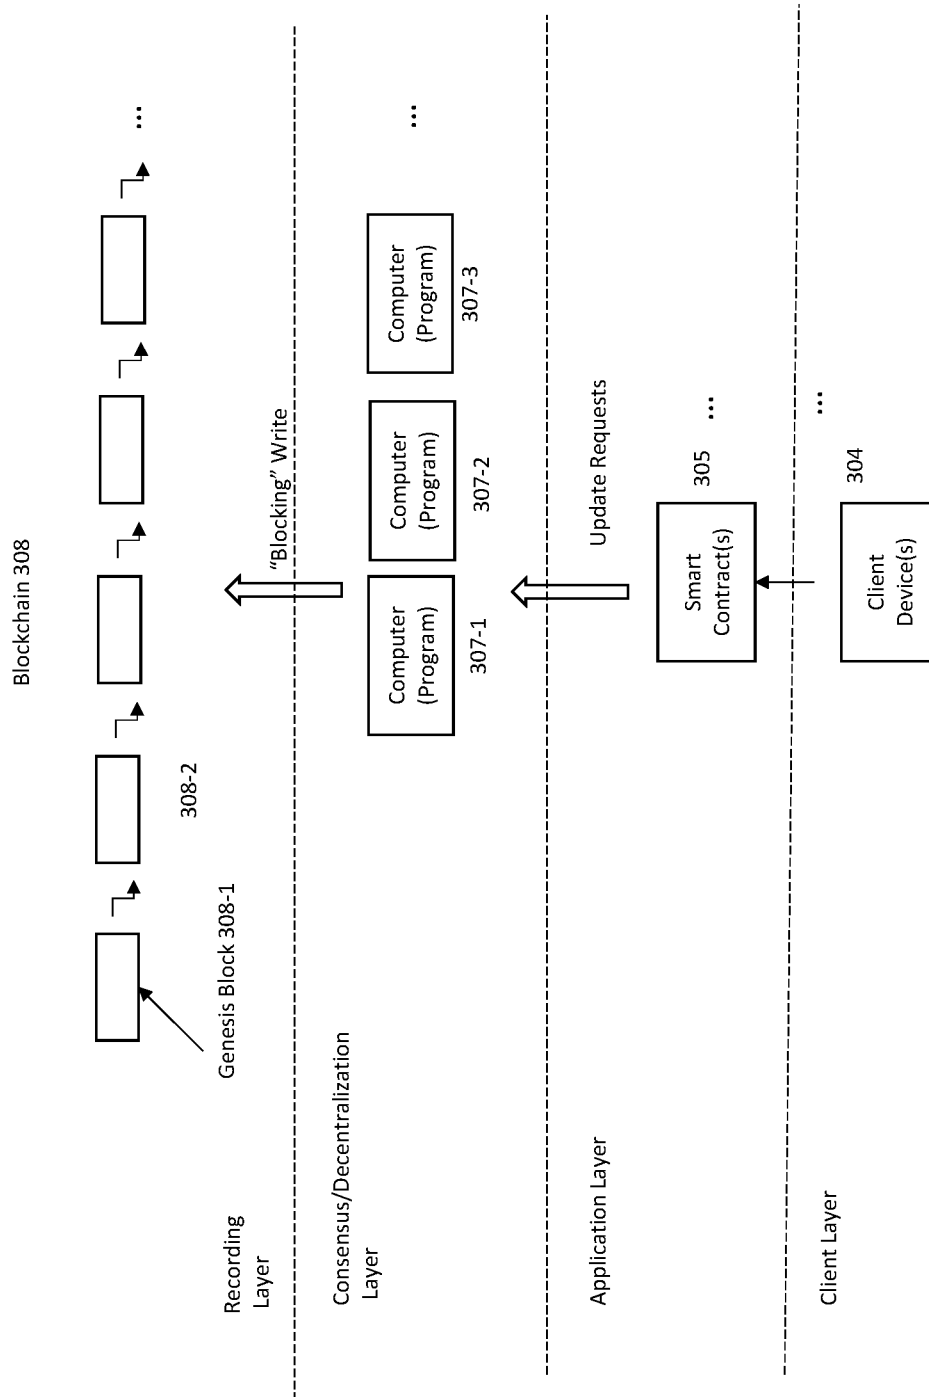 Blockchain 308
...
Genesis Block 308-1
308-2
Recording
Layer
“Blocking” Write
Consensus/Decentralization
Layer
Computer
(Program)
307-1
Computer
(Program)
307-2
Computer
(Program)
307-3
...
Application Layer
Update Requests
Smart
Contract(s)
305
...
Client Layer
...
304
Client
Device(s)